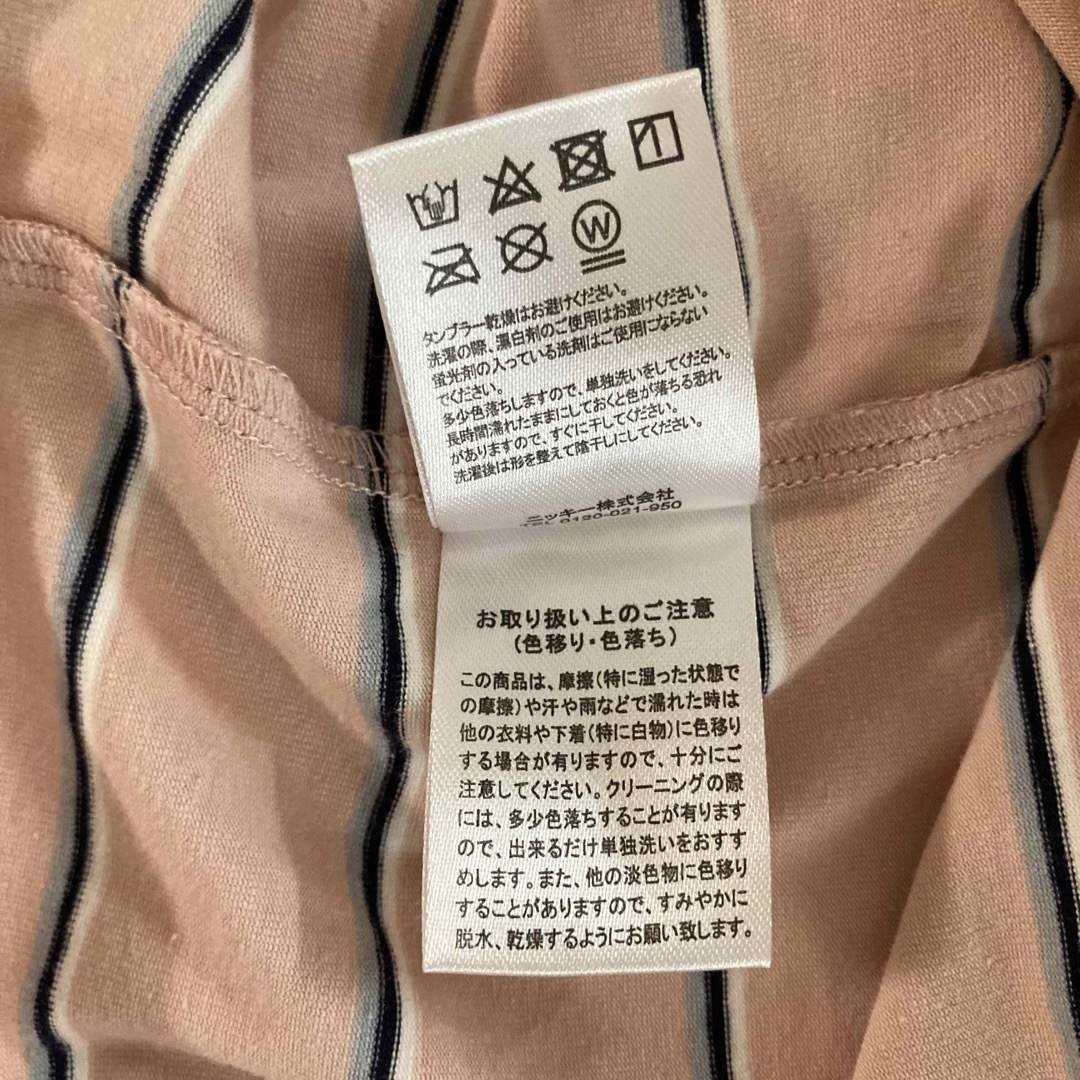 W
タンブラー乾燥はお避けください。
洗濯の際、漂白剤のご使用はお避けください。
蛍光剤の入っている洗剤はご使用にならない
でください。
多少色落ちしますので、単独洗いをしてください。
長時間濡れたままにしておくと色が落ちる恐れ
がありますので、すぐに干してください。
洗濯後は形を整えて陰干しにしてください。
ニッキー株式会社
TEL 0120-021-950
お取り扱い上のご注意
(色移り・色落ち)
この商品は、摩擦(特に湿った状態で
の摩擦)や汗や雨などで濡れた時は
他の衣料や下着(特に白物)に色移り
する場合が有りますので、十分にご
注意してください。クリーニングの際
には、多少色落ちすることが有ります
ので、出来るだけ単独洗いをおすす
めします。また、他の淡色物に色移り
することがありますので、すみやかに
脱水、乾燥するようにお願い致します。